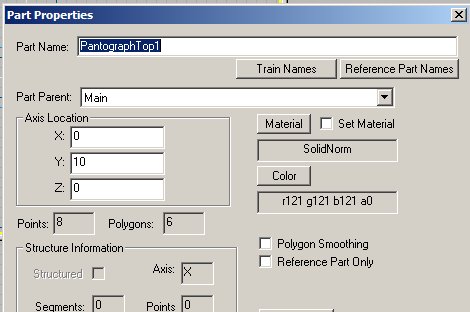 Part Properties
Part Name: PantographTop1
Train Names Reference Part Names
Part Parent: Main
Axis Location
X: 0
Y: 10
Z: 0
Material Set Material
SolidNorm
Color
r121 g121 b121 a0
Points: 8 Polygons: 6
Polygon Smoothing
Reference Part Only
Structure Information
Structured Axis: X
Segments: 0 Points 0